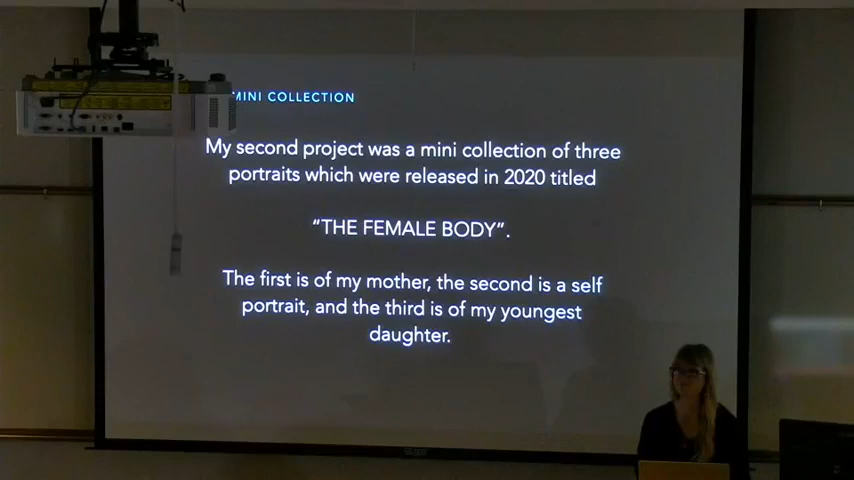 MINI COLLECTION
My second project was a mini collection of three
portraits which were released in 2020 titled
“THE FEMALE BODY”.
The first is of my mother, the second is a self
portrait, and the third is of my youngest
daughter.